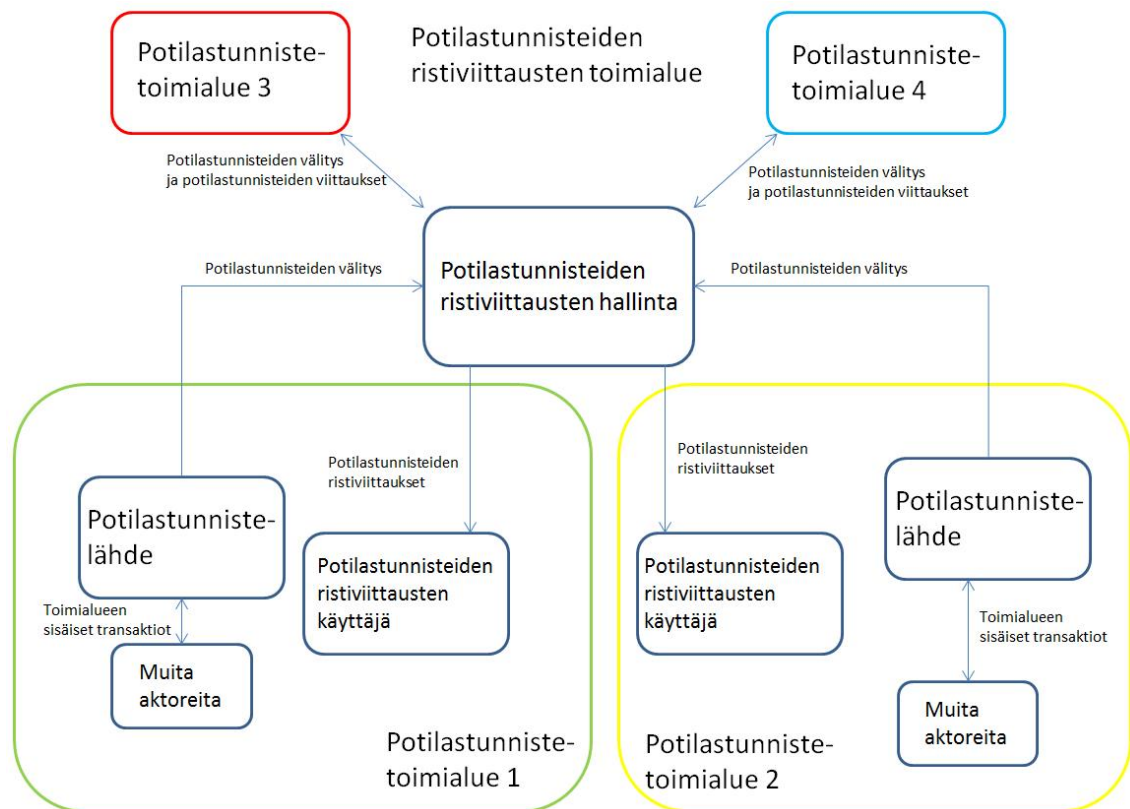 Potilastunniste-
toimialue 3
Potilastunnisteiden
ristiviittausten toimialue
Potilastunniste-
toimialue 4
Potilastunnisteiden välitys
ja potilastunnisteiden viittaukset
Potilastunnisteiden välitys
ja potilastunnisteiden viittaukset
Potilastunnisteiden välitys
Potilastunnisteiden
ristiviittausten hallinta
Potilastunnisteiden välitys
Potilastunnisteiden
ristiviittaukset
Potilastunnisteiden
ristiviittaukset
Potilastunniste-
lähde
Potilastunnisteiden
ristiviittausten
käyttäjä
Potilastunnisteiden
ristiviittausten
käyttäjä
Potilastunniste-
lähde
Toimialueen
sisäiset transaktiot
Toimialueen
sisäiset transaktiot
Muita
aktoreita
Muita
aktoreita
Potilastunniste-
toimialue 1
Potilastunniste-
toimialue 2